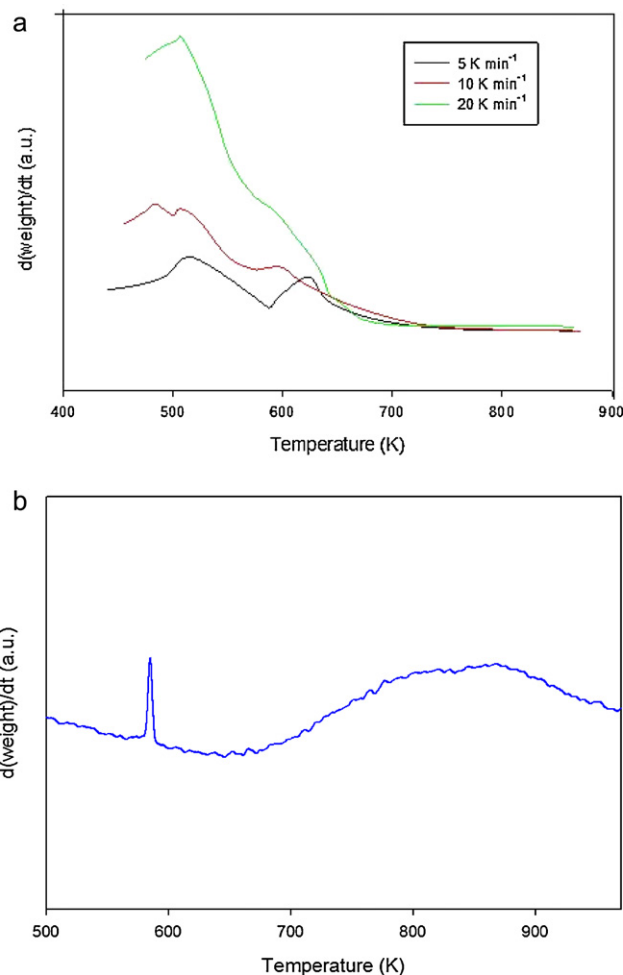 a
d(weight)/dt (a.u.)
5 K min⁻¹
10 K min⁻¹
20 K min⁻¹
400 500 600 700 800 900
Temperature (K)
b
d(weight)/dt (a.u.)
500 600 700 800 900
Temperature (K)